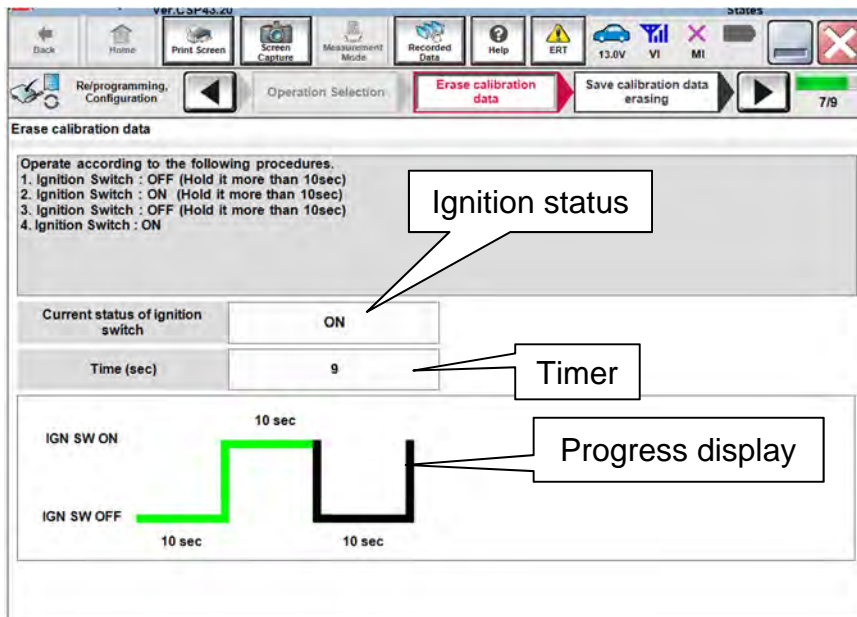 Ver.CSP43.20
States
Back
Home
Print Screen
Screen
Capture
Measurement
Mode
Recorded
Data
Help
ERT
13.0V
VI
MI
Re/programming,
Configuration
Operation Selection
Erase calibration
data
Save calibration data
erasing
7/9
Erase calibration data
Operate according to the following procedures.
1. Ignition Switch : OFF (Hold it more than 10sec)
2. Ignition Switch : ON (Hold it more than 10sec)
3. Ignition Switch : OFF (Hold it more than 10sec)
4. Ignition Switch : ON
Ignition status
Current status of ignition
switch
ON
Time (sec)
9
Timer
10 sec
IGN SW ON
Progress display
IGN SW OFF
10 sec
10 sec